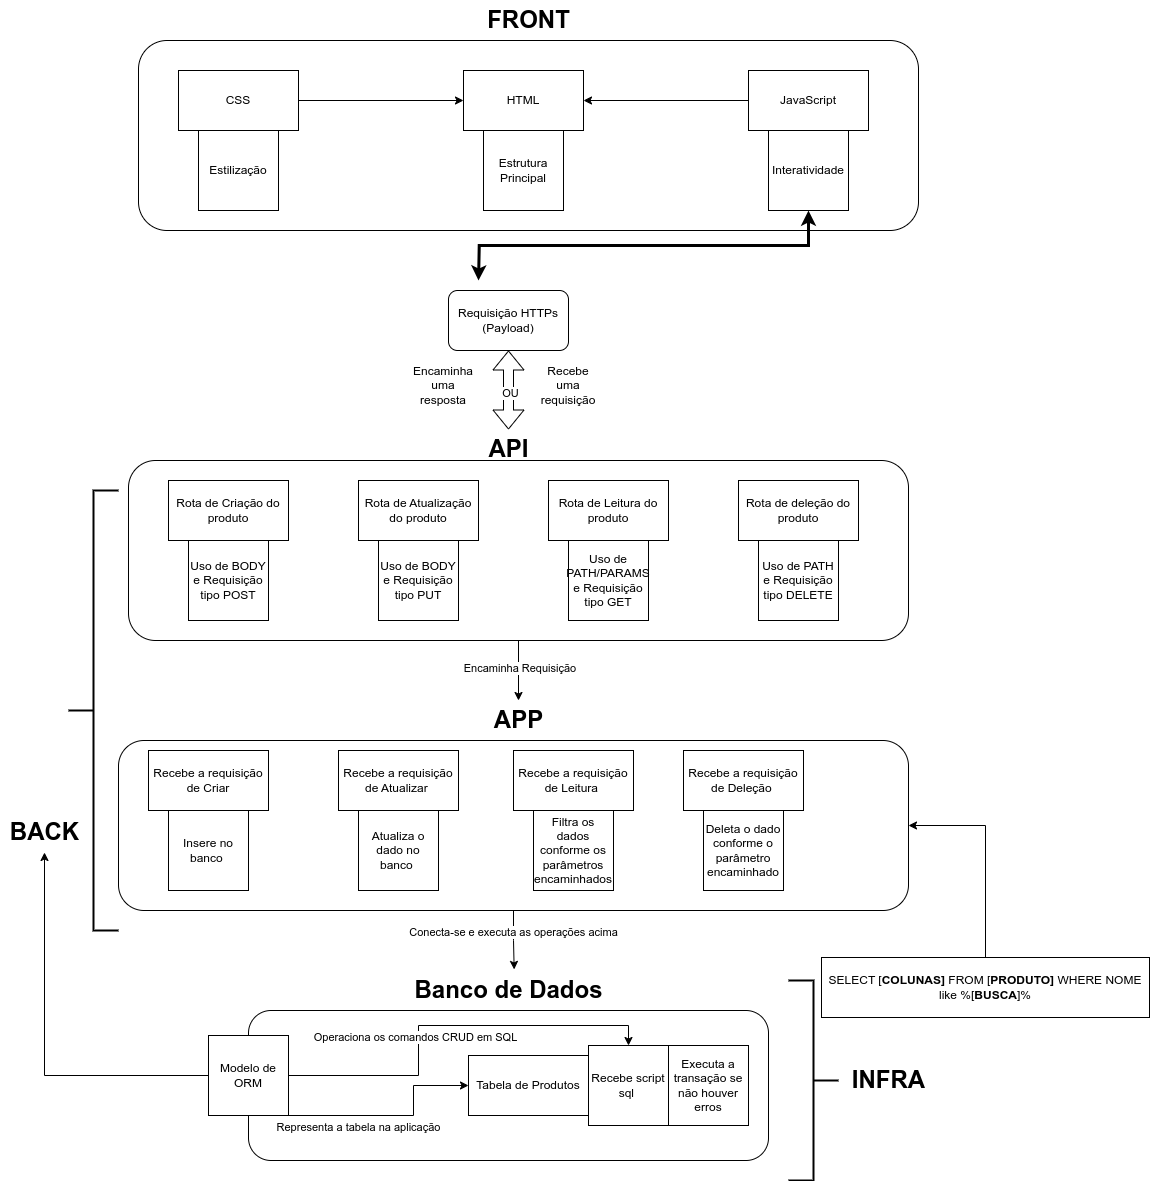 FRONT
CSS
HTML
JavaScript
Estilização
Estrutura
Principal
Interatividade
Requisição HTTPs
(Payload)
Encaminha
uma
resposta
OU
Recebe
uma
requisição
API
Rota de Criação do
produto
Rota de Atualização
do produto
Rota de Leitura do
produto
Rota de deleção do
produto
Uso de BODY
e Requisição
tipo POST
Uso de BODY
e Requisição
tipo PUT
Uso de
PATH/PARAMS
e Requisição
tipo GET
Uso de PATH
e Requisição
tipo DELETE
Encaminha Requisição
APP
Recebe a requisição
de Criar
Recebe a requisição
de Atualizar
Recebe a requisição
de Leitura
Recebe a requisição
de Deleção
Insere no
banco
Atualiza o
dado no
banco
Filtra os
dados
conforme os
parâmetros
encaminhados
Deleta o dado
conforme o
parâmetro
encaminhado
BACK
Conecta-se e executa as operações acima
SELECT [COLUNAS] FROM [PRODUTO] WHERE NOME
like %[BUSCA]%
Banco de Dados
Operaciona os comandos CRUD em SQL
Modelo de
ORM
Tabela de Produtos
Recebe script
sql
Executa a
transação se
não houver
erros
Representa a tabela na aplicação
INFRA